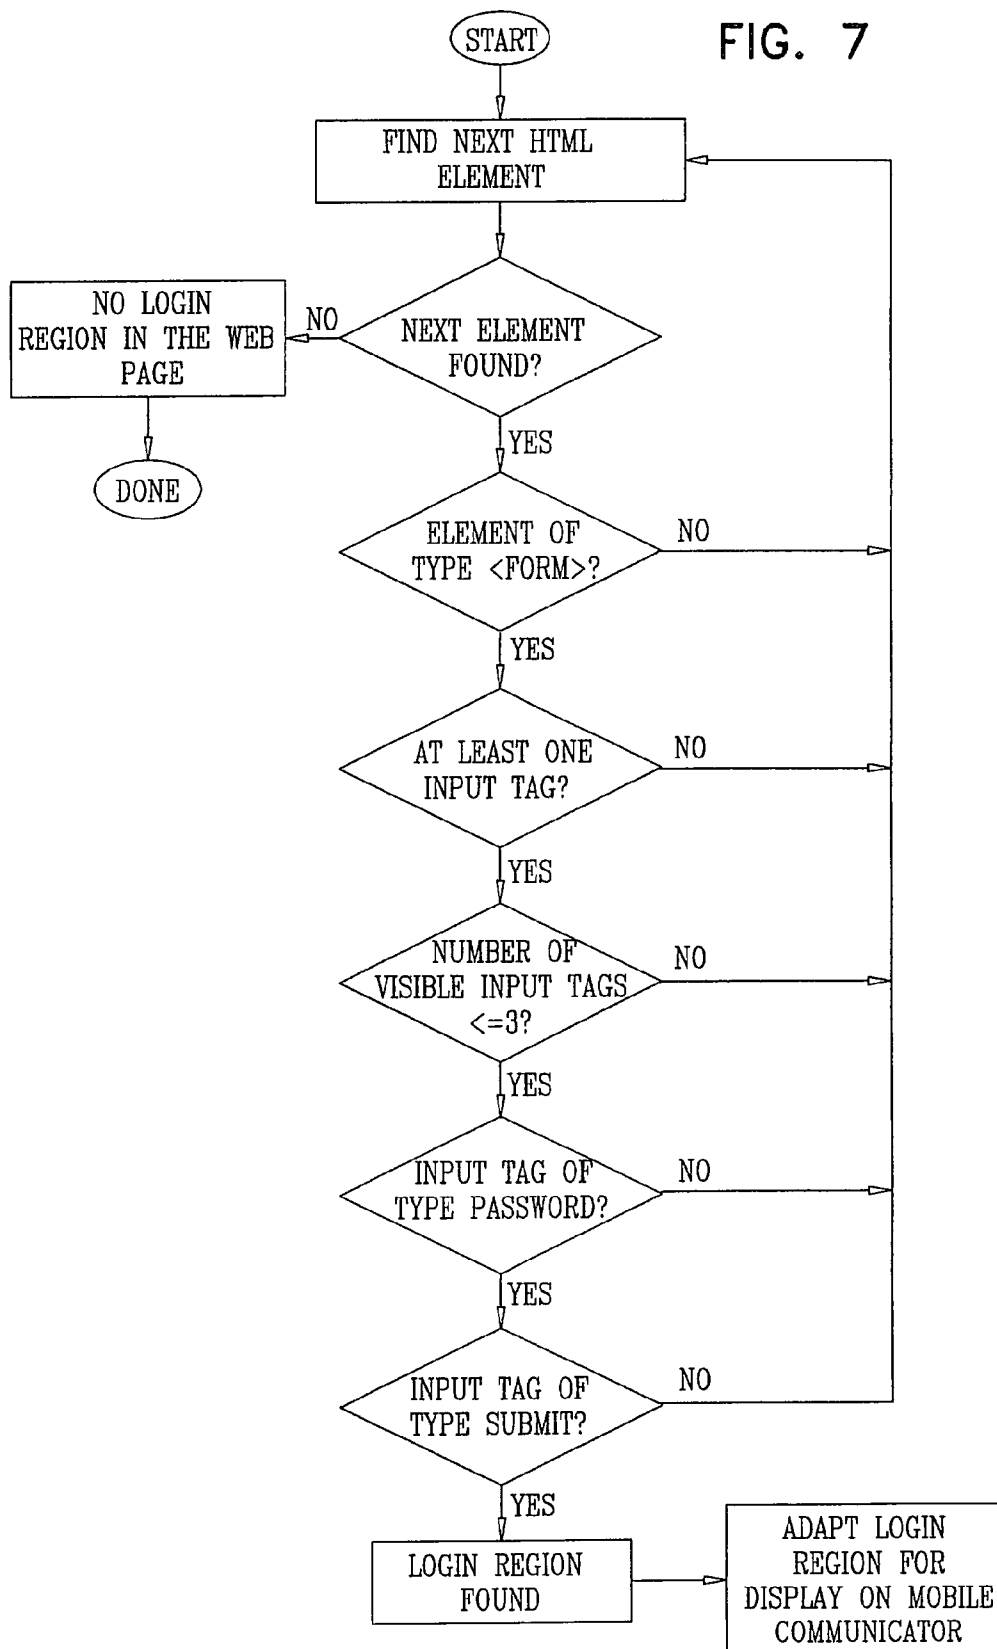 FIG. 7
START
FIND NEXT HTML
ELEMENT
NEXT ELEMENT
FOUND?
NO
NO LOGIN
REGION IN THE WEB
PAGE
DONE
YES
ELEMENT OF
TYPE <FORM>?
NO
YES
AT LEAST ONE
INPUT TAG?
NO
YES
NUMBER OF
VISIBLE INPUT TAGS
<=3?
NO
YES
INPUT TAG OF
TYPE PASSWORD?
NO
YES
INPUT TAG OF
TYPE SUBMIT?
NO
YES
LOGIN REGION
FOUND
ADAPT LOGIN
REGION FOR
DISPLAY ON MOBILE
COMMUNICATOR